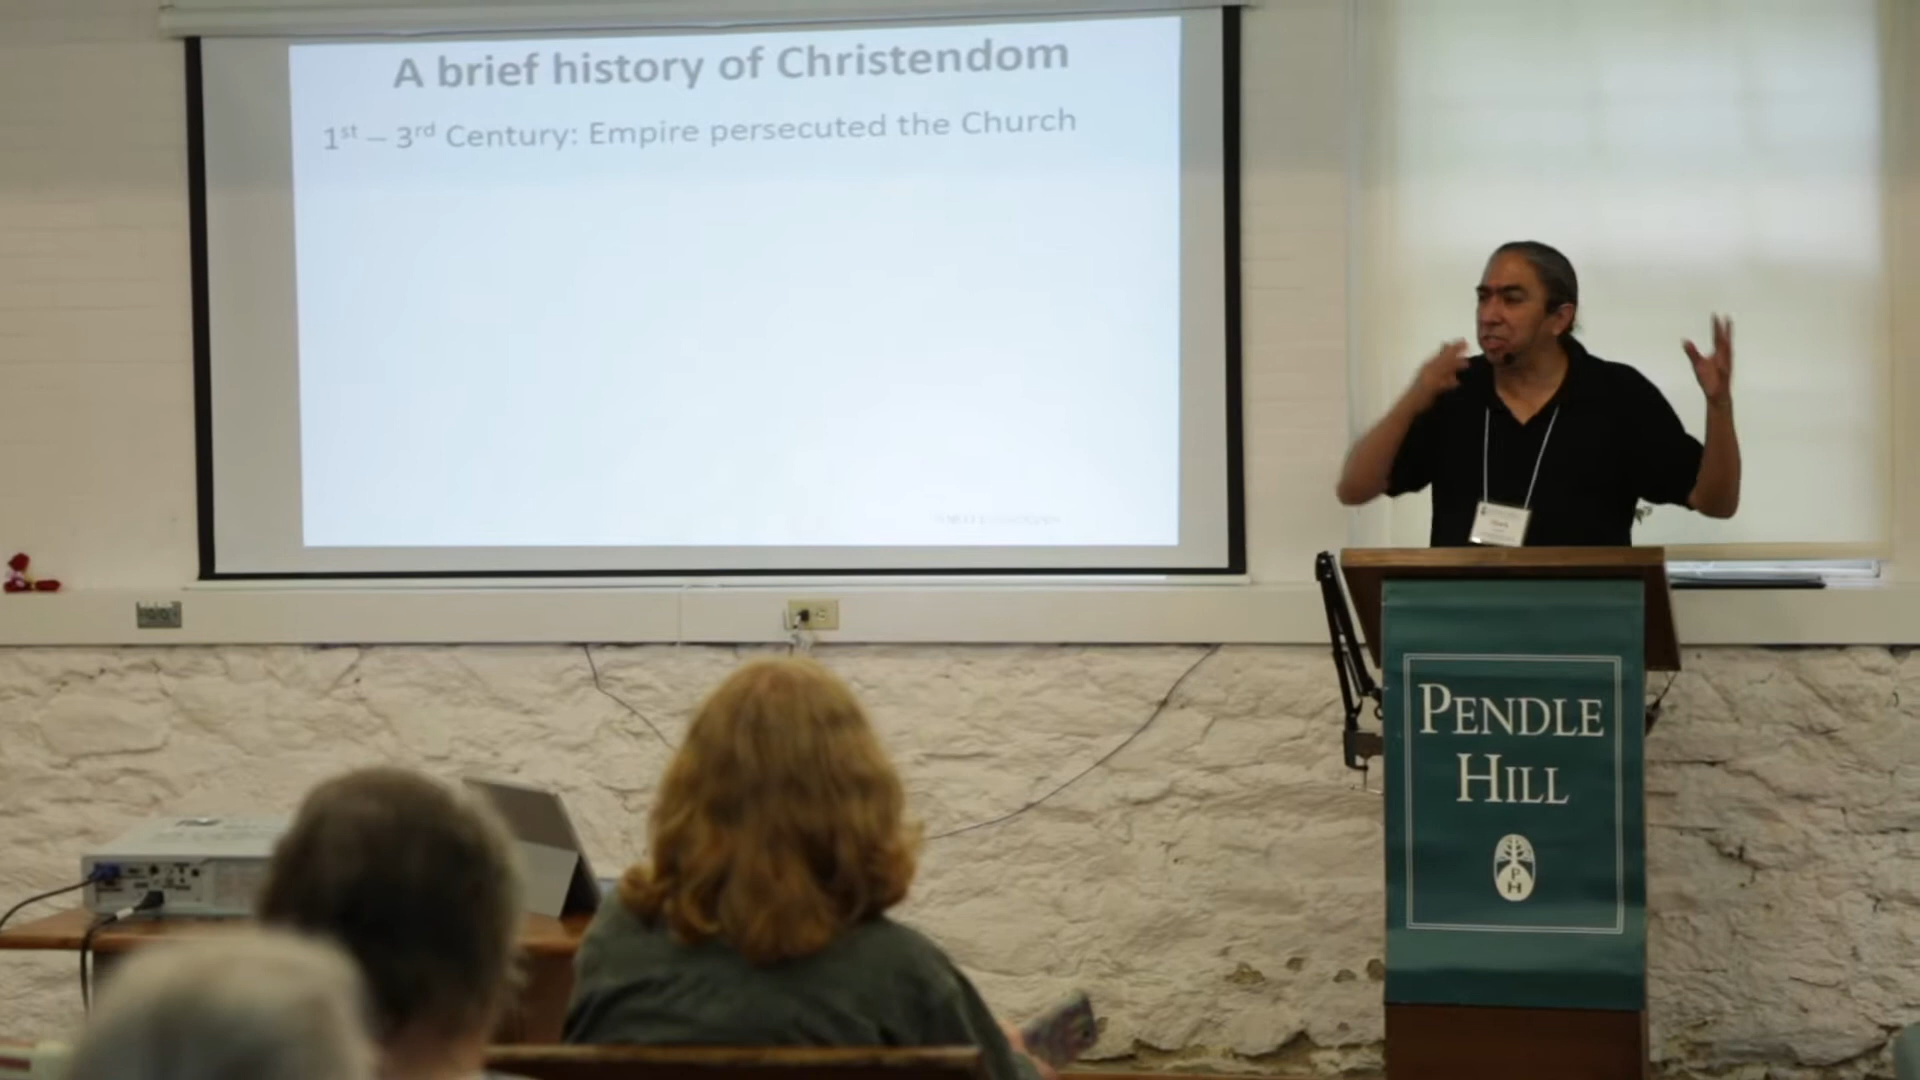 A brief history of Christendom
1st – 3rd Century: Empire persecuted the Church
PENDLE
HILL
P
H